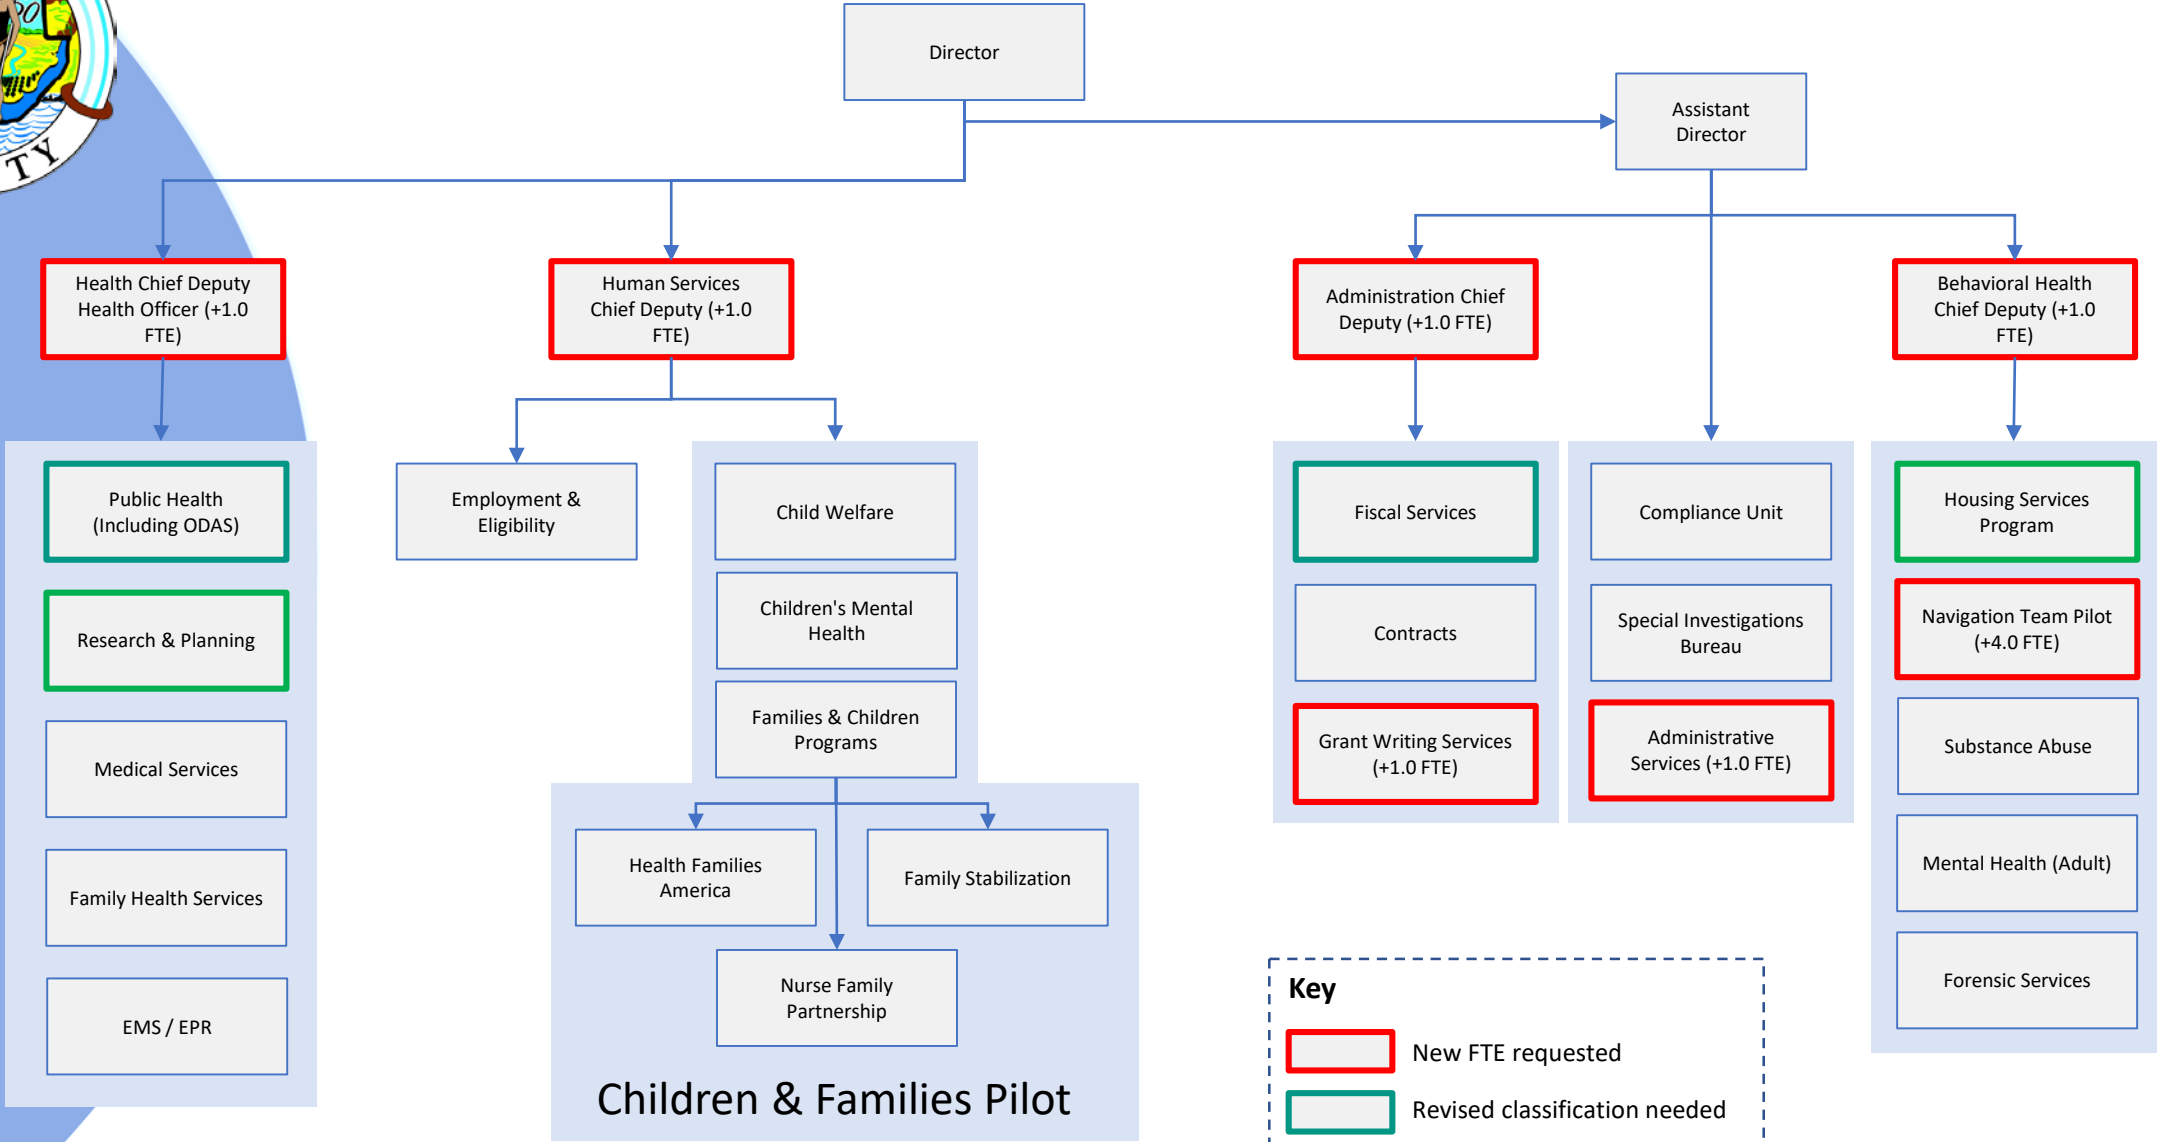 20
TY
Director
Assistant
Director
Health Chief Deputy
Health Officer (+1.0
FTE)
Human Services
Chief Deputy (+1.0
FTE)
Administration Chief
Deputy (+1.0 FTE)
Behavioral Health
Chief Deputy (+1.0
FTE)
Public Health
(Including ODAS)
Research & Planning
Medical Services
Family Health Services
EMS / EPR
Employment &
Eligibility
Child Welfare
Children's Mental
Health
Families & Children
Programs
Health Families
America
Family Stabilization
Nurse Family
Partnership
Children & Families Pilot
Fiscal Services
Contracts
Grant Writing Services
(+1.0 FTE)
Compliance Unit
Special Investigations
Bureau
Administrative
Services (+1.0 FTE)
Housing Services
Program
Navigation Team Pilot
(+4.0 FTE)
Substance Abuse
Mental Health (Adult)
Forensic Services
Key
New FTE requested
Revised classification needed